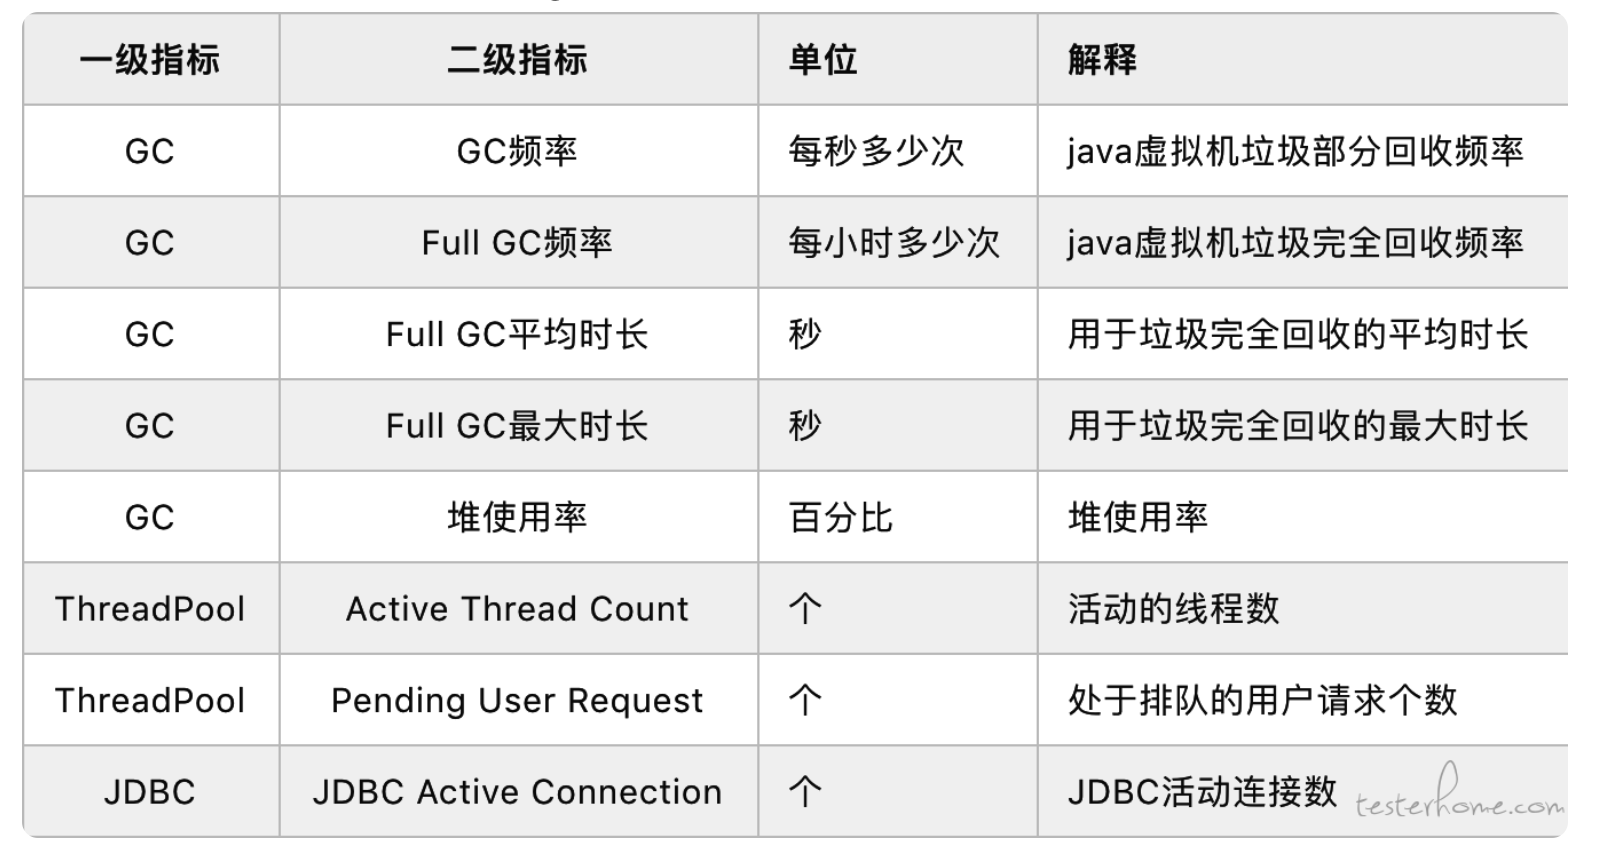 一级指标 二级指标 单位 解释
GC GC频率 每秒多少次 java虚拟机垃圾部分回收频率
GC Full GC频率 每小时多少次 java虚拟机垃圾完全回收频率
GC Full GC平均时长 秒 用于垃圾完全回收的平均时长
GC Full GC最大时长 秒 用于垃圾完全回收的最大时长
GC 堆使用率 百分比 堆使用率
ThreadPool Active Thread Count 个 活动的线程数
ThreadPool Pending User Request 个 处于排队的用户请求个数
JDBC JDBC Active Connection 个 JDBC活动连接数
testerhome.com